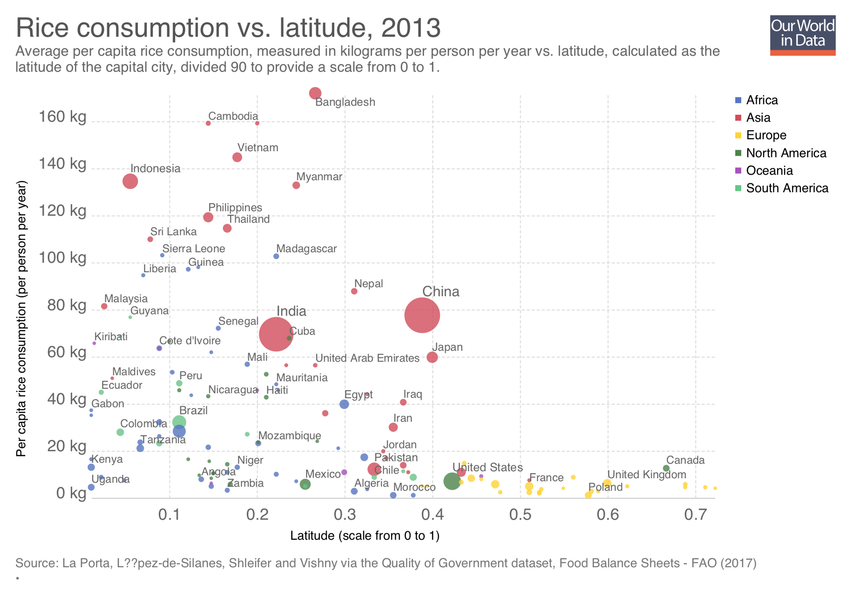 Rice consumption vs. latitude, 2013
Our World
in Data
Average per capita rice consumption, measured in kilograms per person per year vs. latitude, calculated as the
latitude of the capital city, divided 90 to provide a scale from 0 to 1.
Africa
Asia
Europe
North America
Oceania
South America
Per capita rice consumption (per person per year)
160 kg
140 kg
120 kg
100 kg
80 kg
60 kg
40 kg
20 kg
0 kg
Bangladesh
Cambodia
Vietnam
Indonesia
Myanmar
Philippines
Thailand
Sri Lanka
Sierra Leone
Madagascar
Guinea
Liberia
Nepal
China
Malaysia
Guyana
India
Senegal
Cuba
Kiribati
Cote d'Ivoire
Japan
Mali
United Arab Emirates
Maldives
Peru
Mauritania
Ecuador
Nicaragua
Haiti
Egypt
Iraq
Gabon
Brazil
Colombia
Iran
Tanzania
Mozambique
Jordan
Kenya
Niger
Pakistan
Canada
Angola
Mexico
Chile
United States
United Kingdom
Uganda
Zambia
Algeria
Morocco
France
Poland
0.1
0.2
0.3
0.4
0.5
0.6
0.7
Latitude (scale from 0 to 1)
Source: La Porta, L??pez-de-Silanes, Shleifer and Vishny via the Quality of Government dataset, Food Balance Sheets - FAO (2017)
•